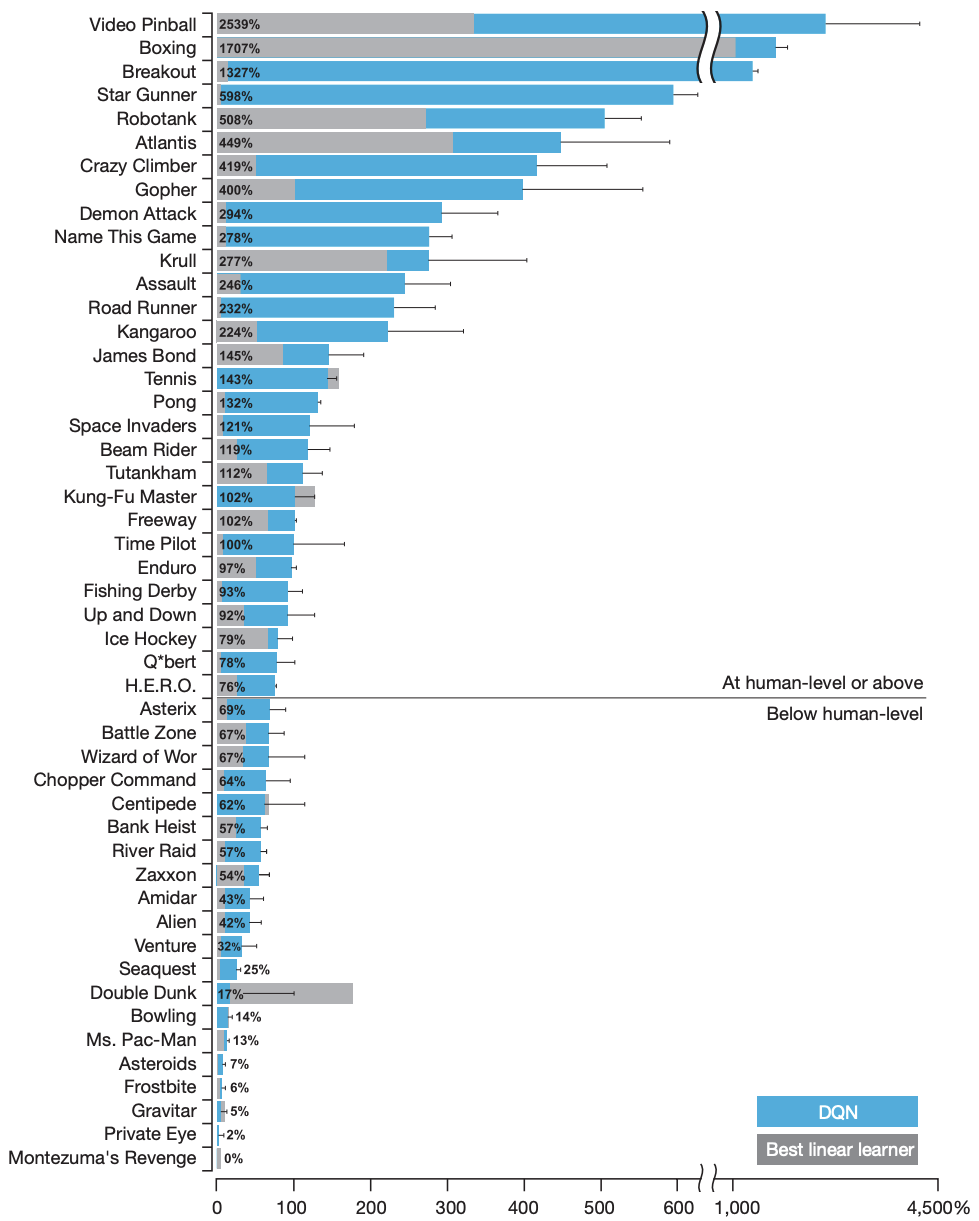 Video Pinball 2539%
Boxing 1707%
Breakout 1327%
Star Gunner 598%
Robotank 508%
Atlantis 449%
Crazy Climber 419%
Gopher 400%
Demon Attack 294%
Name This Game 278%
Krull 277%
Assault 246%
Road Runner 232%
Kangaroo 224%
James Bond 145%
Tennis 143%
Pong 132%
Space Invaders 121%
Beam Rider 119%
Tutankham 112%
Kung-Fu Master 102%
Freeway 102%
Time Pilot 100%
Enduro 97%
Fishing Derby 93%
Up and Down 92%
Ice Hockey 79%
Q*bert 78%
H.E.R.O. 76%
At human-level or above
Asterix 69%
Below human-level
Battle Zone 67%
Wizard of Wor 67%
Chopper Command 64%
Centipede 62%
Bank Heist 57%
River Raid 57%
Zaxxon 54%
Amidar 43%
Alien 42%
Venture 32%
Seaquest 25%
Double Dunk 17%
Bowling 14%
Ms. Pac-Man 13%
Asteroids 7%
Frostbite 6%
Gravitar 5%
Private Eye 2%
Montezuma's Revenge 0%
DQN
Best linear learner
0 100 200 300 400 500 600 1,000 4,500%